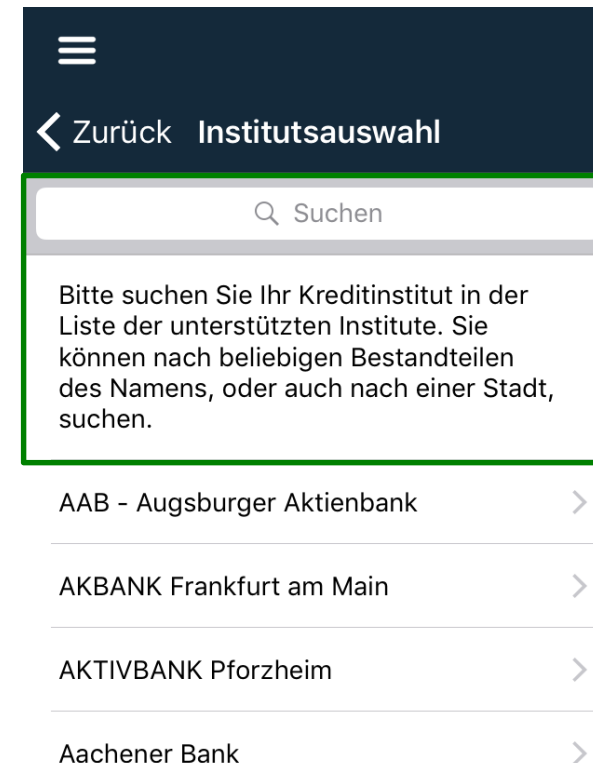 Zurück Institutsauswahl
Suchen
Bitte suchen Sie Ihr Kreditinstitut in der
Liste der unterstützten Institute. Sie
können nach beliebigen Bestandteilen
des Namens, oder auch nach einer Stadt,
suchen.
AAB - Augsburger Aktienbank
AKBANK Frankfurt am Main
AKTIVBANK Pforzheim
Aachener Bank